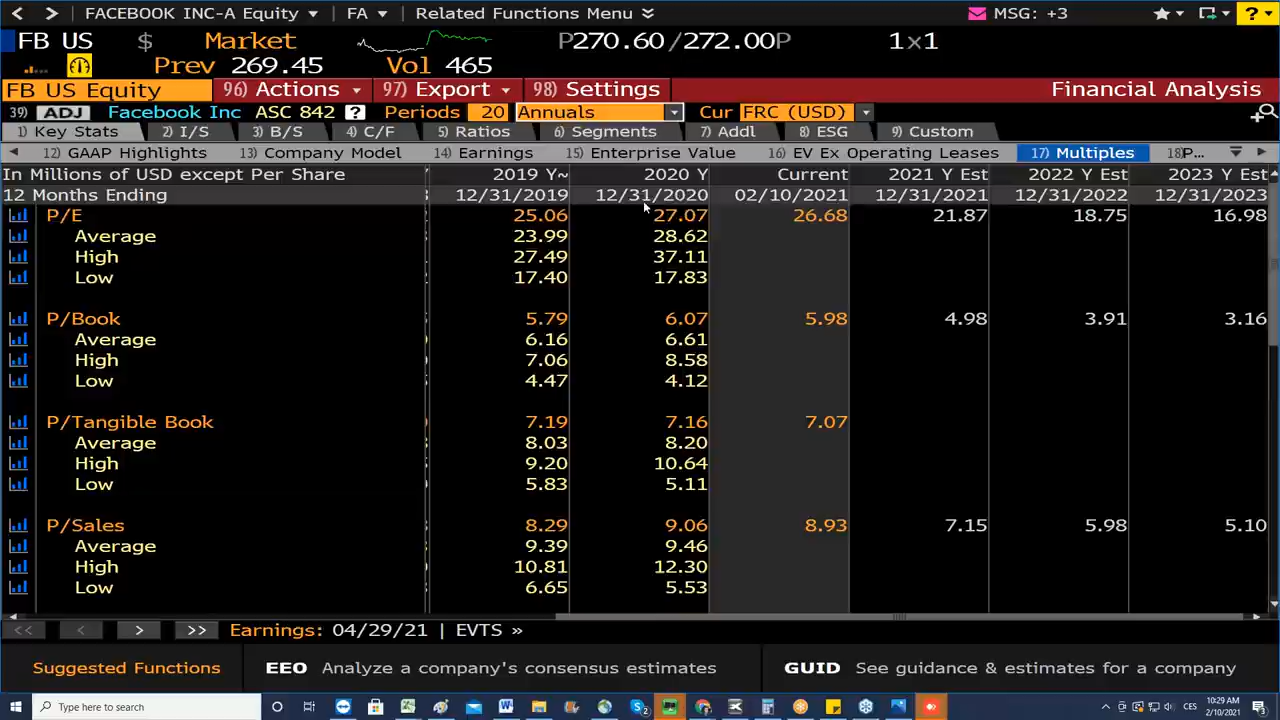 FACEBOOK INC-A Equity FA Related Functions Menu MSG: +3 ?
FB US $ Market P270.60/272.00P 1×1
Prev 269.45 Vol 465
FB US Equity 96) Actions 97) Export 98) Settings Financial Analysis
39) ADJ Facebook Inc ASC 842 ? Periods 20 Annuals Cur FRC (USD)
1) Key Stats 2) I/S 3) B/S 4) C/F 5) Ratios 6) Segments 7) Addl 8) ESG 9) Custom
12) GAAP Highlights 13) Company Model 14) Earnings 15) Enterprise Value 16) EV Ex Operating Leases 17) Multiples 18)P...
In Millions of USD except Per Share 2019 Y~ 2020 Y Current 2021 Y Est 2022 Y Est 2023 Y Est
12 Months Ending 12/31/2019 12/31/2020 02/10/2021 12/31/2021 12/31/2022 12/31/2023
P/E 25.06 27.07 26.68 21.87 18.75 16.98
Average 23.99 28.62
High 27.49 37.11
Low 17.40 17.83
P/Book 5.79 6.07 5.98 4.98 3.91 3.16
Average 6.16 6.61
High 7.06 8.58
Low 4.47 4.12
P/Tangible Book 7.19 7.16 7.07
Average 8.03 8.20
High 9.20 10.64
Low 5.83 5.11
P/Sales 8.29 9.06 8.93 7.15 5.98 5.10
Average 9.39 9.46
High 10.81 12.30
Low 6.65 5.53
<< < > >> Earnings: 04/29/21 | EVTS »
Suggested Functions EEO Analyze a company's consensus estimates GUID See guidance & estimates for a company
Type here to search CES 10:29 AM
2/10/2021